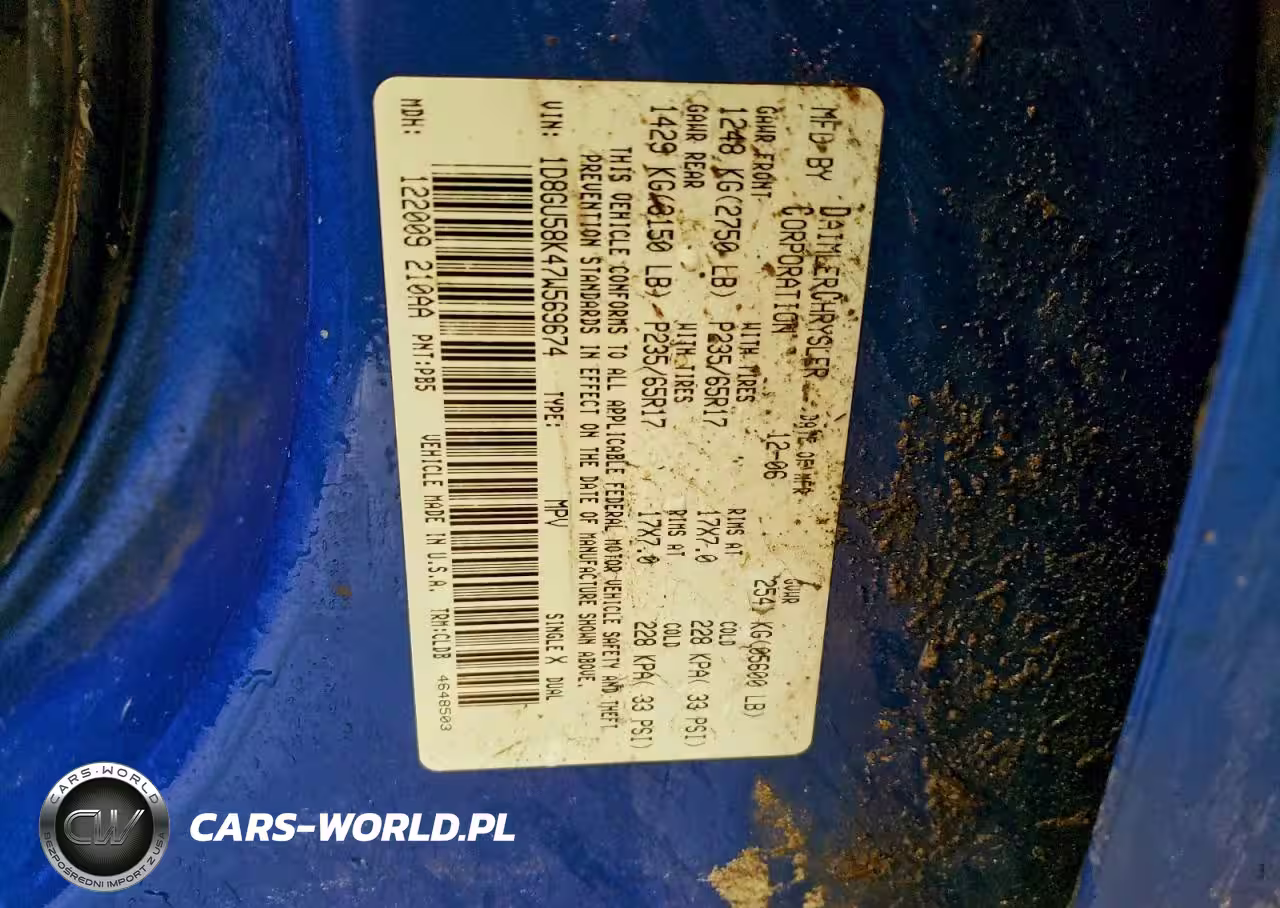 MFD BY DAIMLERCHRYSLER DATE OF MFR GVWR
CORPORATION 12-06 2541 KG(05600 LB)
GAWR FRONT WITH TIRES RIMS AT COLD
1248 KG(2750 LB) P235/65R17 17X7.0 228 KPA( 33 PSI)
GAWR REAR WITH TIRES RIMS AT COLD
1429 KG(3150 LB) P235/65R17 17X7.0 228 KPA( 33 PSI)
THIS VEHICLE CONFORMS TO ALL APPLICABLE FEDERAL MOTOR VEHICLE SAFETY AND THEFT
PREVENTION STANDARDS IN EFFECT ON THE DATE OF MANUFACTURE SHOWN ABOVE.
VIN: 1D8GU58K47W569674 TYPE: MPV SINGLE X DUAL
MDH: 122009 210AA PNT:PB5 VEHICLE MADE IN U.S.A. TRM:CLDB 4648503
CARS-WORLD
CW
BEZPOŚREDNI IMPORT Z USA
CARS-WORLD.PL